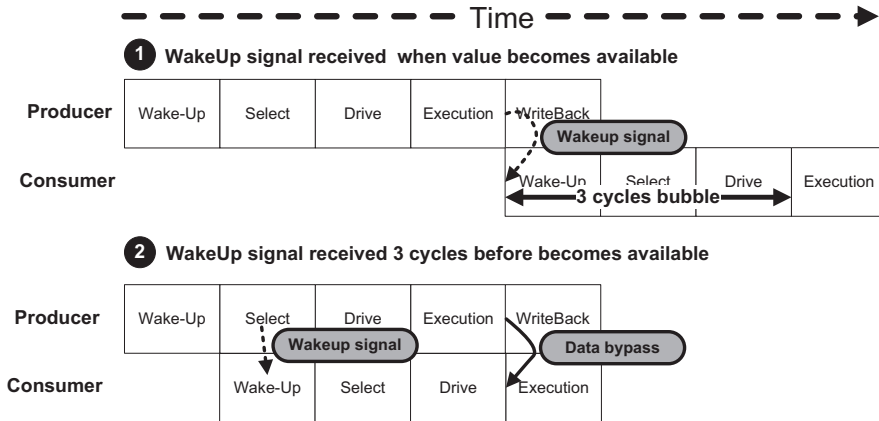 Time
1 WakeUp signal received when value becomes available
Producer Wake-Up Select Drive Execution WriteBack
Wakeup signal
Consumer Wake-Up Select Drive Execution
3 cycles bubble
2 WakeUp signal received 3 cycles before becomes available
Producer Wake-Up Select Drive Execution WriteBack
Wakeup signal Data bypass
Consumer Wake-Up Select Drive Execution